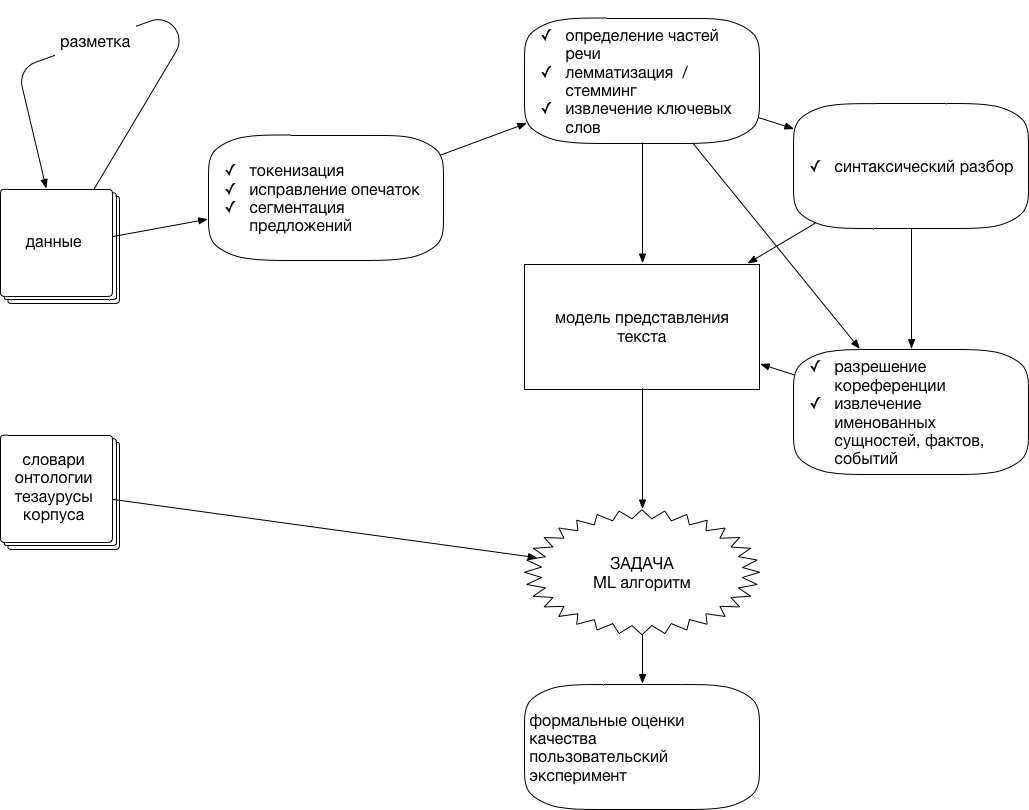 разметка
✓ определение частей
речи
✓ лемматизация /
стемминг
✓ извлечение ключевых
слов
✓ токенизация
✓ исправление опечаток
✓ сегментация
предложений
✓ синтаксический разбор
данные
модель представления
текста
✓ разрешение
кореференции
✓ извлечение
именованных
сущностей, фактов,
событий
словари
онтологии
тезаурусы
корпуса
ЗАДАЧА
ML алгоритм
формальные оценки
качества
пользовательский
эксперимент